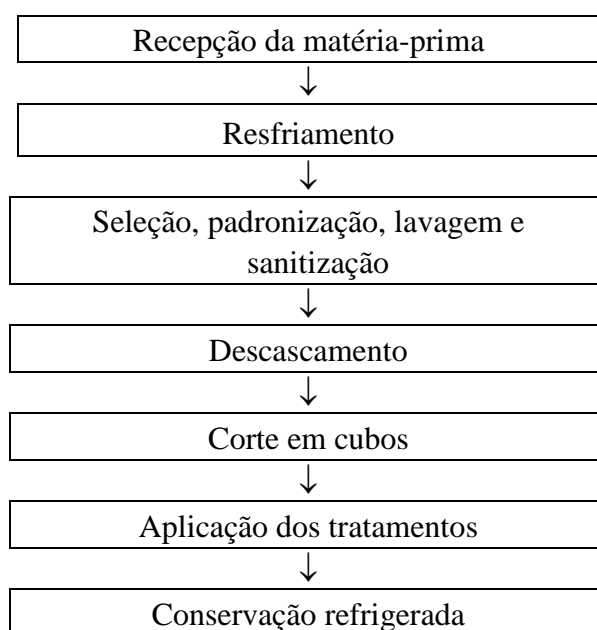 Recepção da matéria-prima
↓
Resfriamento
↓
Seleção, padronização, lavagem e
sanitização
↓
Descascamento
↓
Corte em cubos
↓
Aplicação dos tratamentos
↓
Conservação refrigerada